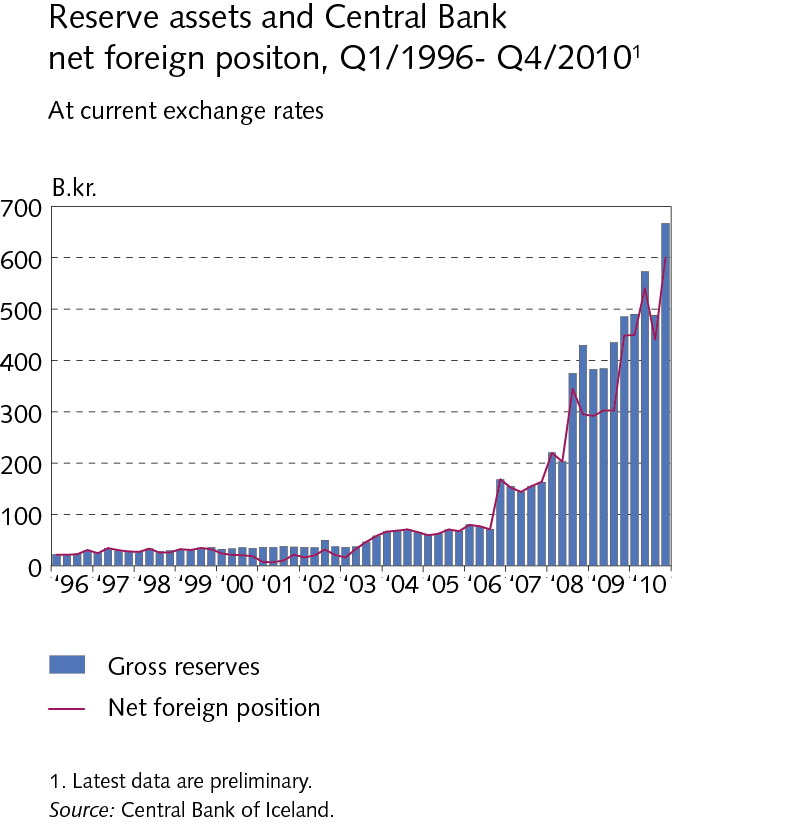 Reserve assets and Central Bank
net foreign positon, Q1/1996- Q4/2010¹
At current exchange rates
B.kr.
700
600
500
400
300
200
100
0
'96 '97 '98 '99 '00 '01 '02 '03 '04 '05 '06 '07 '08 '09 '10
Gross reserves
Net foreign position
1. Latest data are preliminary.
Source: Central Bank of Iceland.